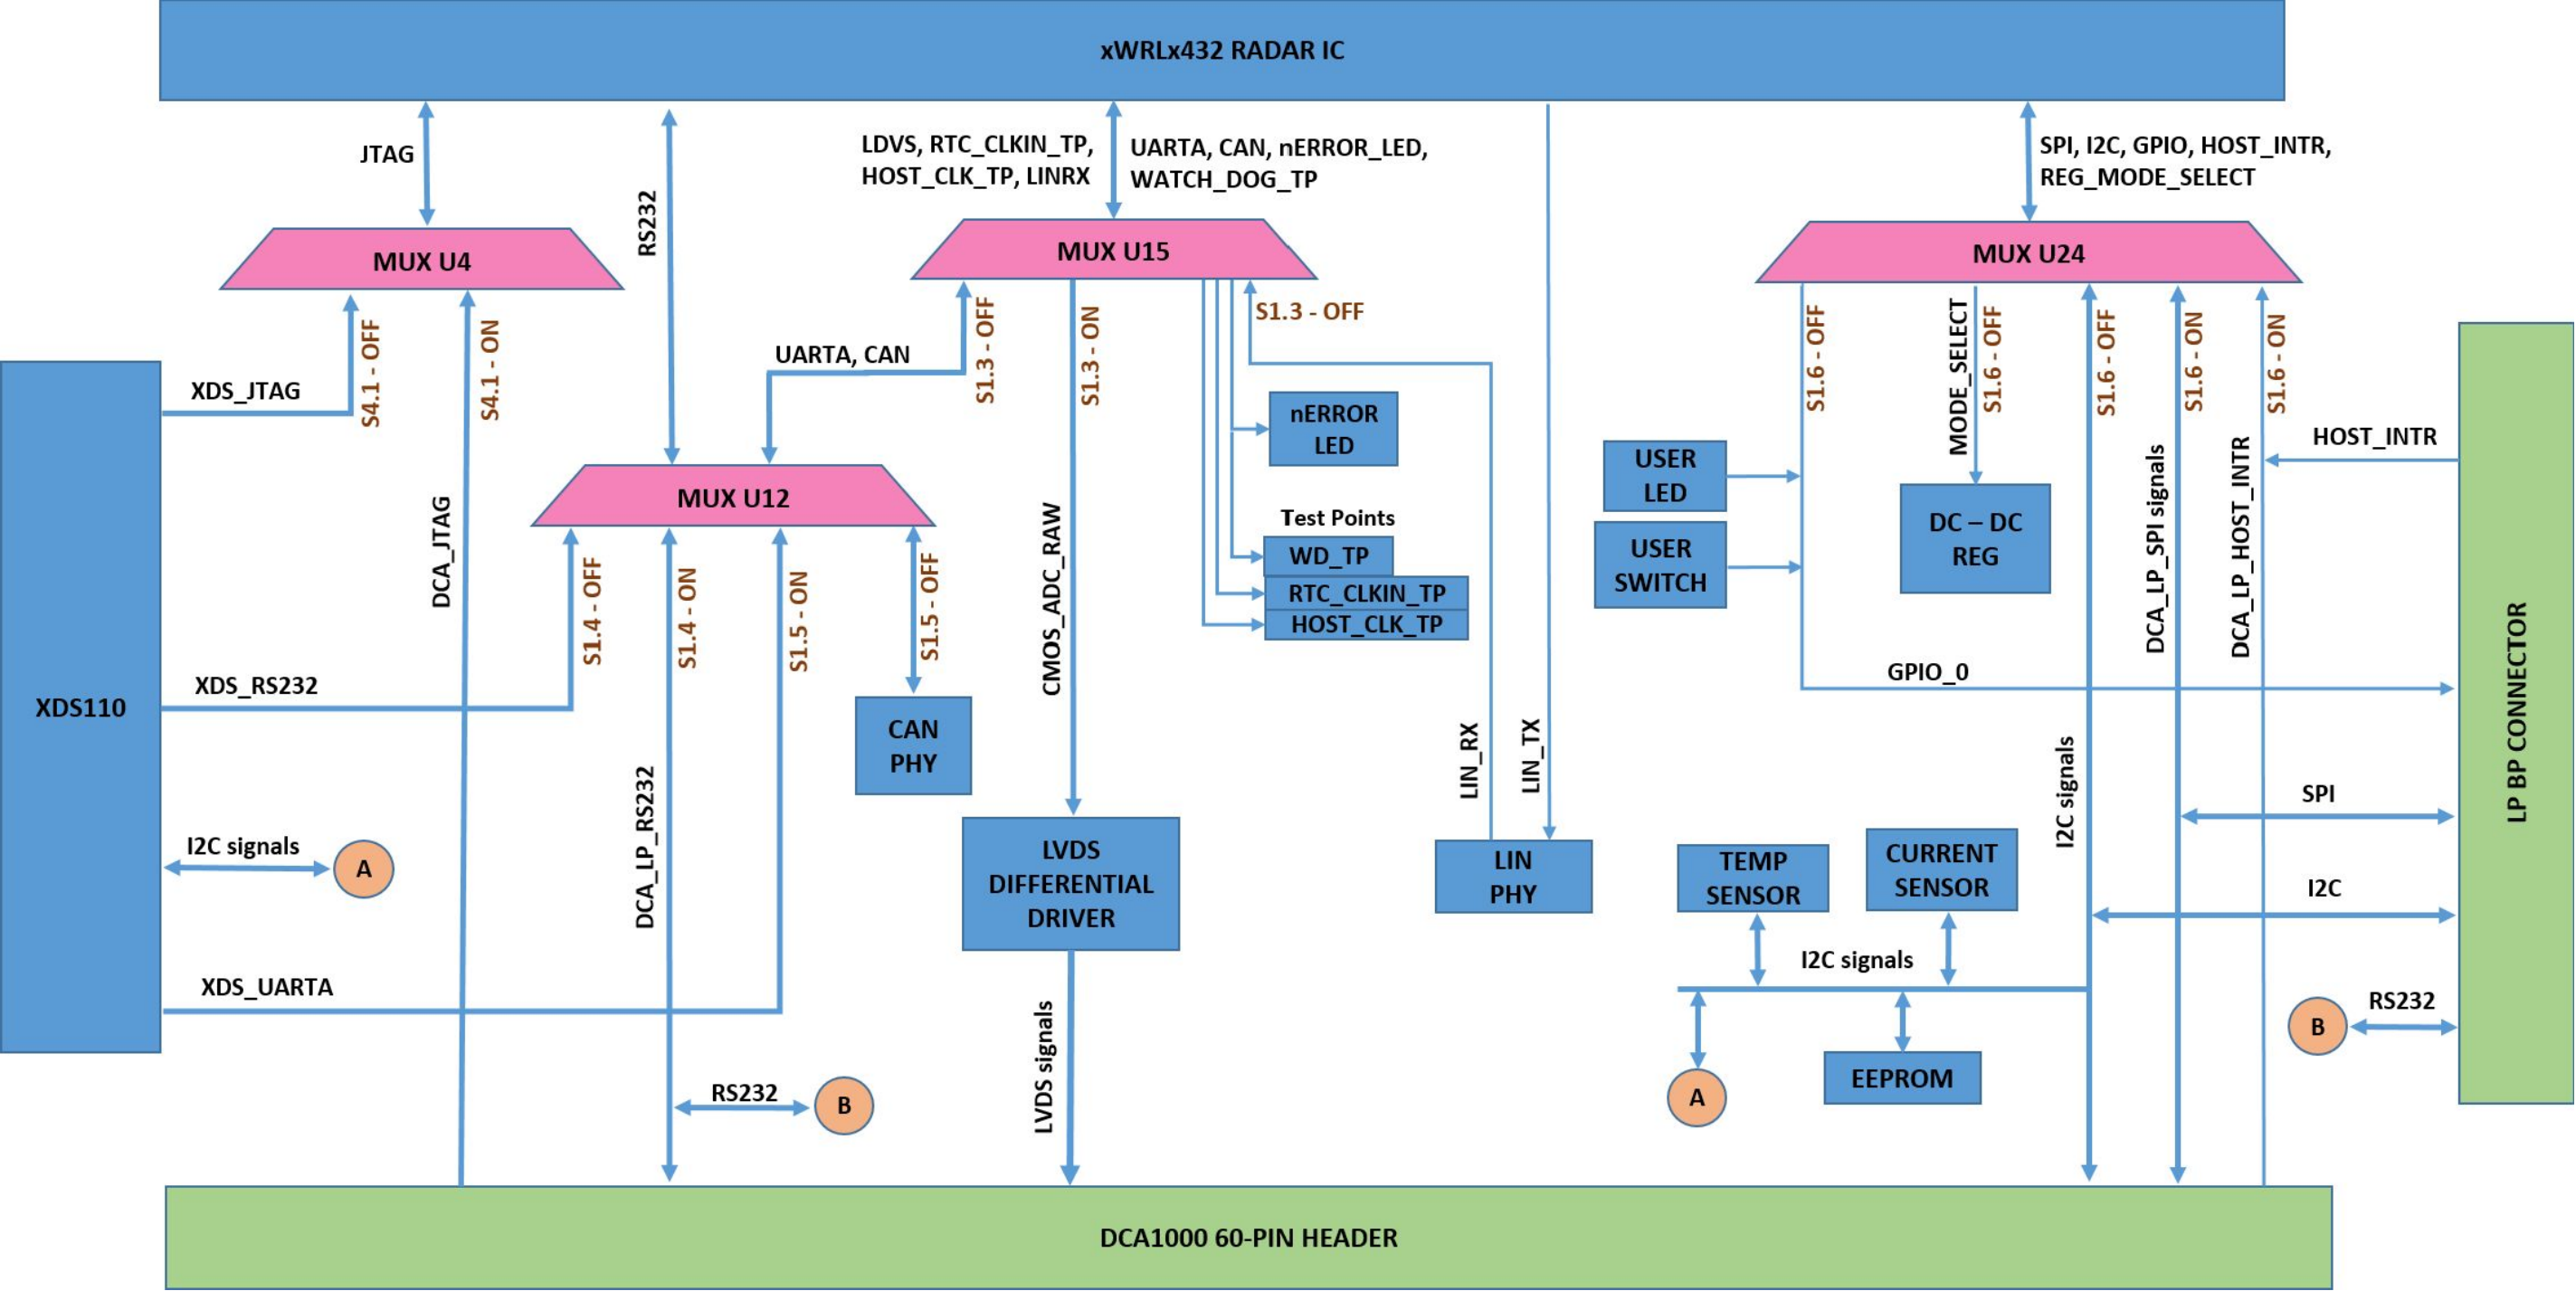 xWRLx432 RADAR IC
JTAG
RS232
LDVS, RTC_CLKIN_TP,
HOST_CLK_TP, LINRX
UARTA, CAN, nERROR_LED,
WATCH_DOG_TP
SPI, I2C, GPIO, HOST_INTR,
REG_MODE_SELECT
MUX U4
MUX U15
MUX U24
S4.1 - OFF
S4.1 - ON
UARTA, CAN
S1.3 - OFF
S1.3 - ON
S1.3 - OFF
S1.6 - OFF
MODE_SELECT
S1.6 - OFF
S1.6 - OFF
S1.6 - ON
S1.6 - ON
XDS_JTAG
nERROR
LED
HOST_INTR
USER
LED
MUX U12
DCA_JTAG
Test Points
WD_TP
RTC_CLKIN_TP
HOST_CLK_TP
USER
SWITCH
DC – DC
REG
DCA_LP_SPI signals
DCA_LP_HOST_INTR
S1.4 - OFF
S1.4 - ON
S1.5 - ON
S1.5 - OFF
CMOS_ADC_RAW
XDS110
XDS_RS232
GPIO_0
LP BP CONNECTOR
CAN
PHY
LIN_RX
LIN_TX
I2C signals
SPI
DCA_LP_RS232
I2C signals
A
LVDS
DIFFERENTIAL
DRIVER
LIN
PHY
TEMP
SENSOR
CURRENT
SENSOR
I2C
I2C signals
XDS_UARTA
B
RS232
LVDS signals
RS232
B
A
EEPROM
DCA1000 60-PIN HEADER